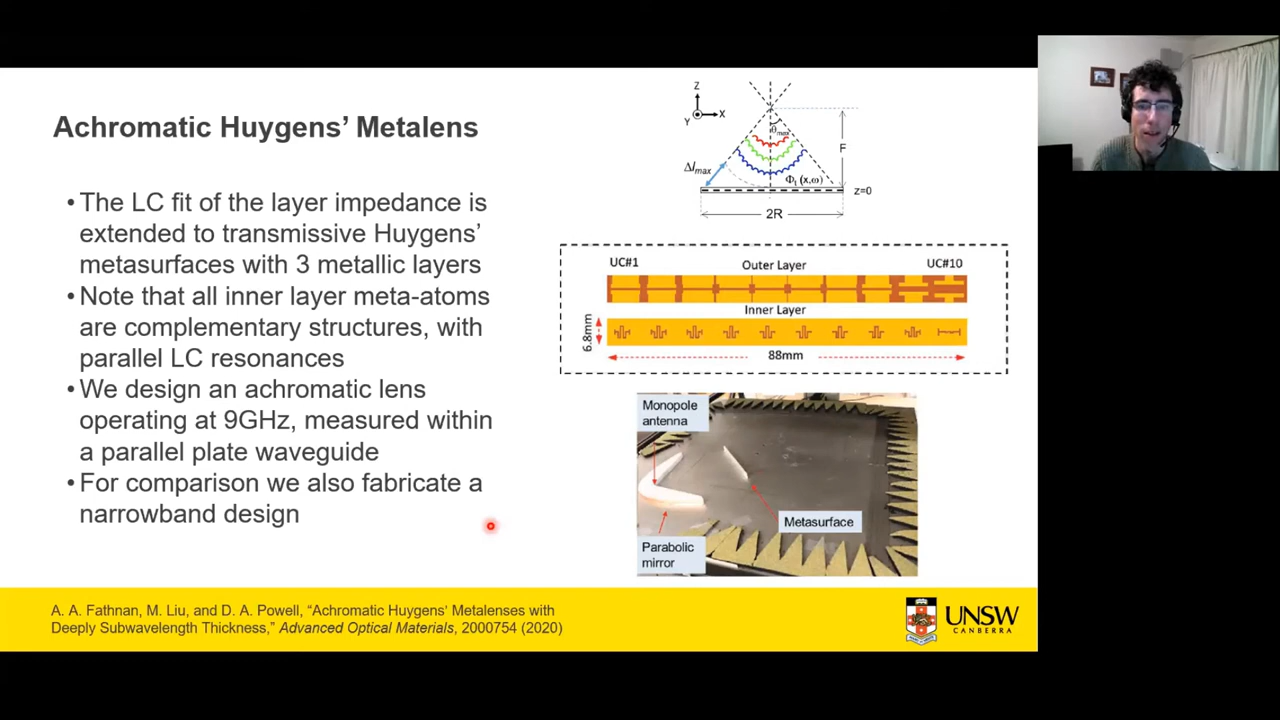 Achromatic Huygens’ Metalens
•The LC fit of the layer impedance is
extended to transmissive Huygens’
metasurfaces with 3 metallic layers
•Note that all inner layer meta-atoms
are complementary structures, with
parallel LC resonances
•We design an achromatic lens
operating at 9GHz, measured within
a parallel plate waveguide
•For comparison we also fabricate a
narrowband design
Z
Y
X
θmax
F
Δlmax
Φt (x,ω)
z=0
2R
UC#1
Outer Layer
UC#10
Inner Layer
6.8mm
88mm
Monopole
antenna
Metasurface
Parabolic
mirror
A. A. Fathnan, M. Liu, and D. A. Powell, “Achromatic Huygens’ Metalenses with
Deeply Subwavelength Thickness,” Advanced Optical Materials, 2000754 (2020)
UNSW
CANBERRA